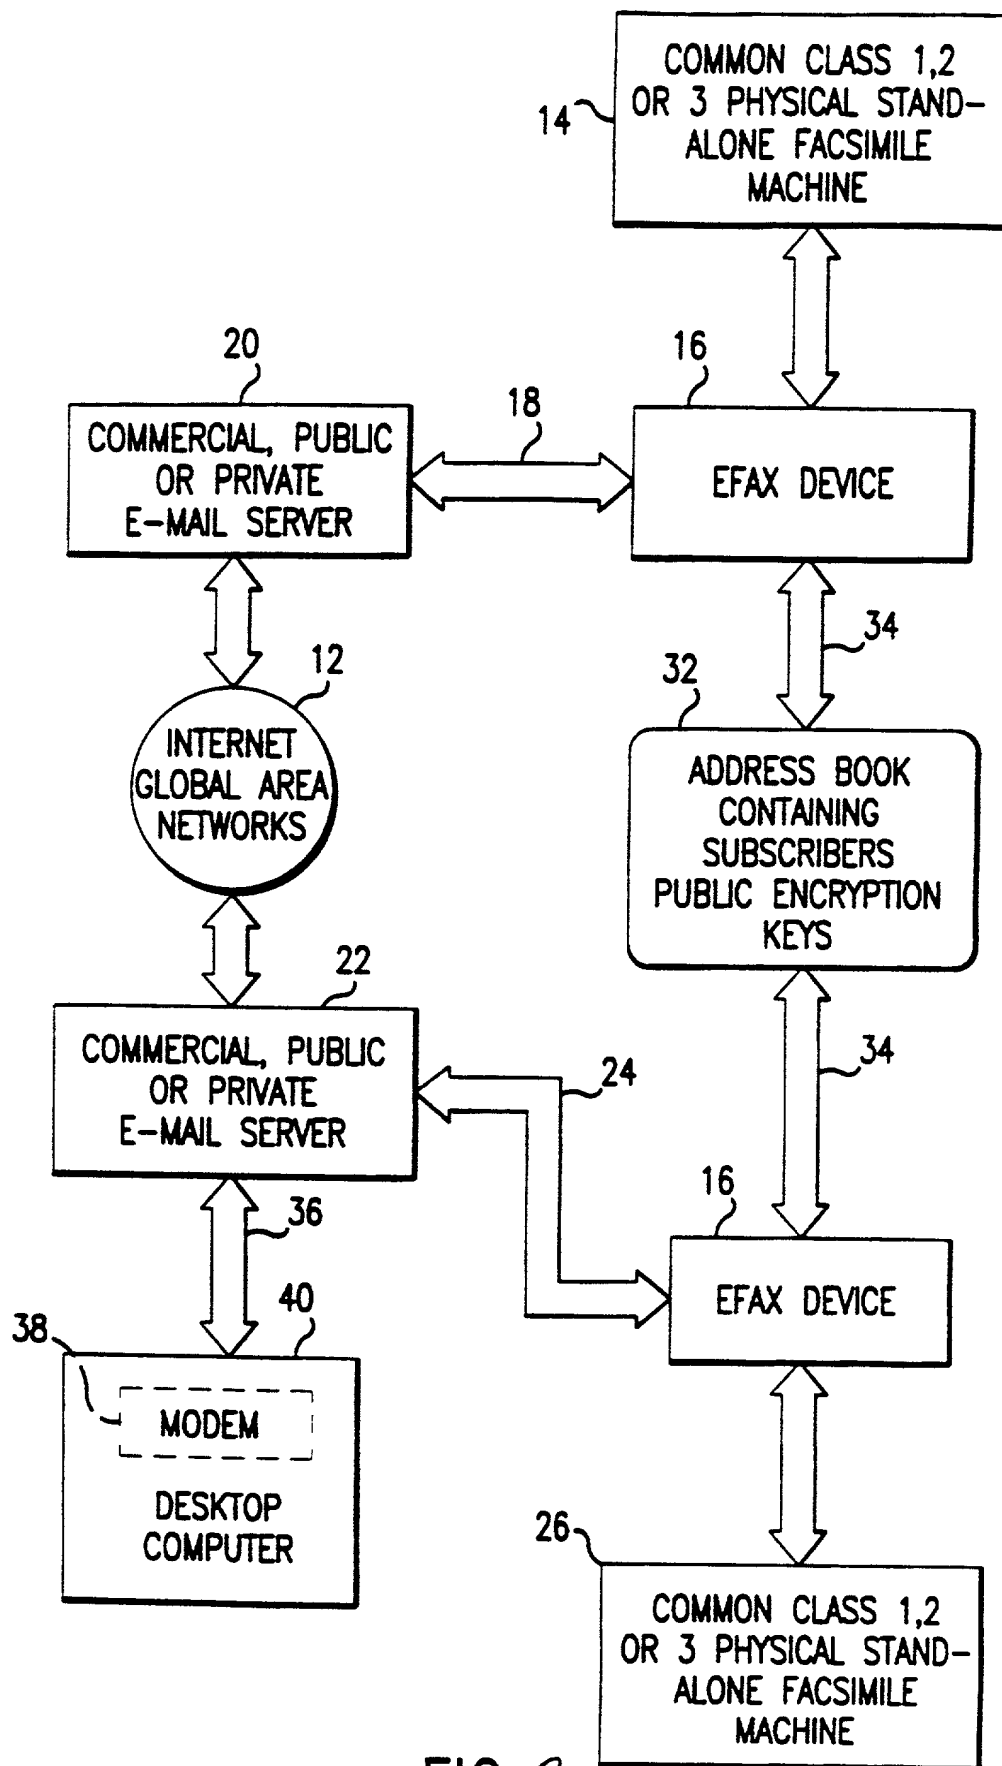 COMMON CLASS 1,2
OR 3 PHYSICAL STAND-
ALONE FACSIMILE
MACHINE
14
20
16
18
COMMERCIAL, PUBLIC
OR PRIVATE
E-MAIL SERVER
EFAX DEVICE
34
12
32
INTERNET
GLOBAL AREA
NETWORKS
ADDRESS BOOK
CONTAINING
SUBSCRIBERS
PUBLIC ENCRYPTION
KEYS
22
COMMERCIAL, PUBLIC
OR PRIVATE
E-MAIL SERVER
34
24
16
36
EFAX DEVICE
40
38
MODEM
DESKTOP
COMPUTER
26
COMMON CLASS 1,2
OR 3 PHYSICAL STAND-
ALONE FACSIMILE
MACHINE
FIG